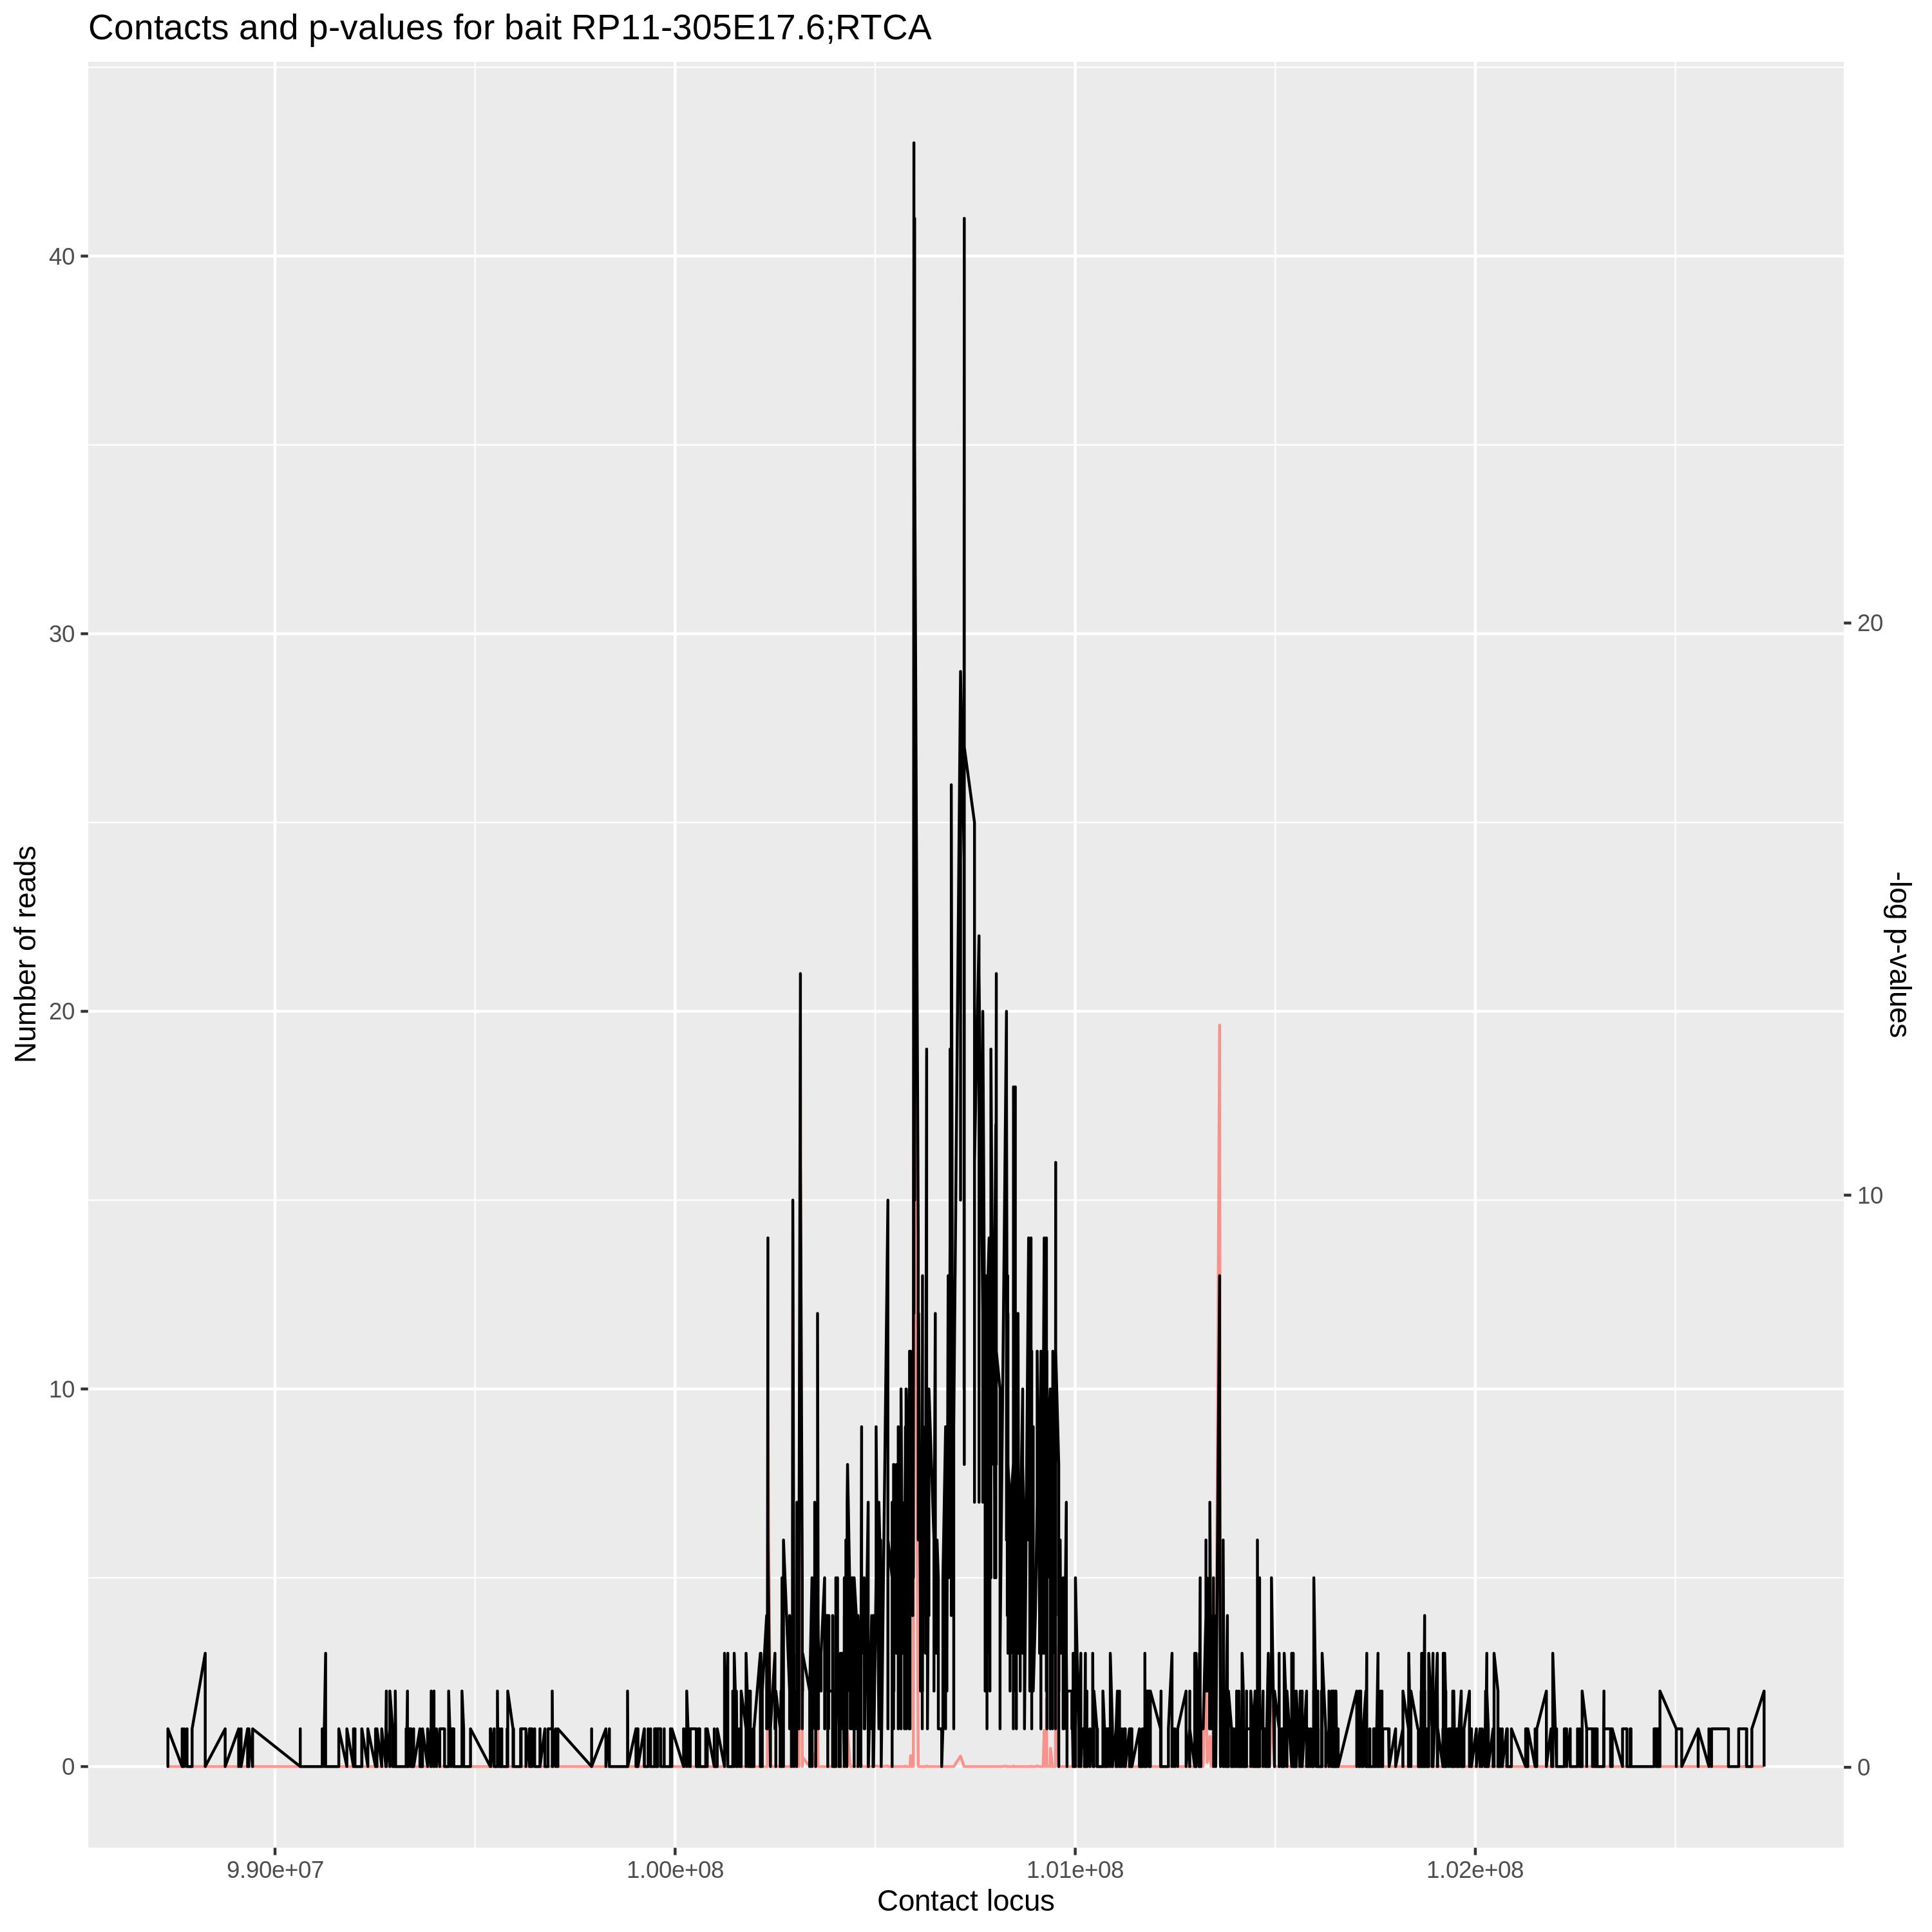 Contacts and p-values for bait RP11-305E17.6;RTCA
40
30
20
10
0
Number of reads
20
10
0
-log p-values
9.90e+07
1.00e+08
1.01e+08
1.02e+08
Contact locus